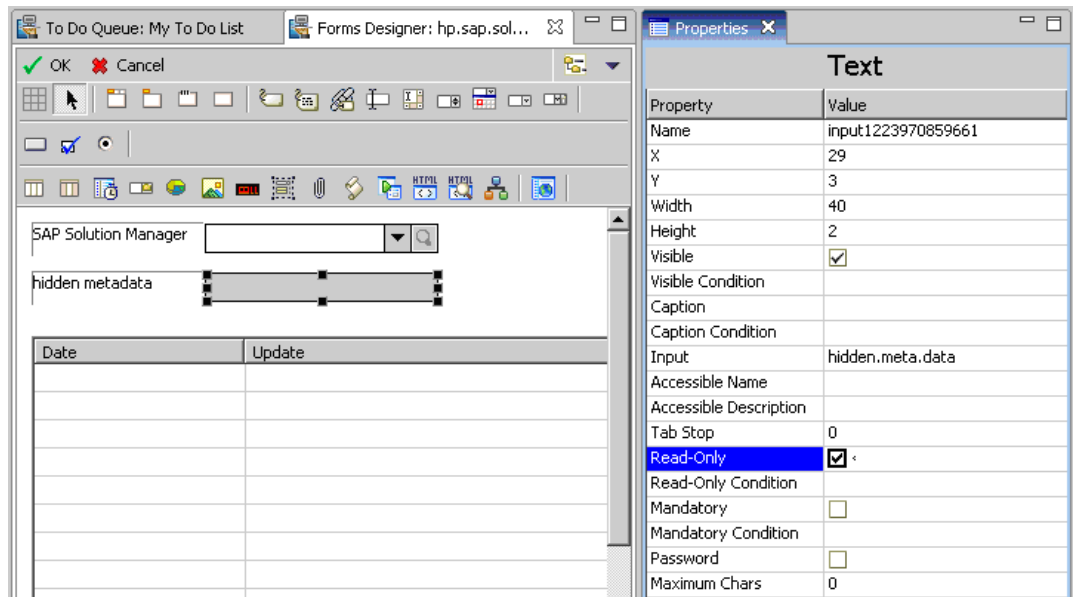 To Do Queue: My To Do List
Forms Designer: hp.sap.sol...
Properties
OK
Cancel
Text
Property Value
Name input1223970859661
X 29
Y 3
Width 40
Height 2
Visible
Visible Condition
Caption
Caption Condition
Input hidden.meta.data
Accessible Name
Accessible Description
Tab Stop 0
Read-Only
Read-Only Condition
Mandatory
Mandatory Condition
Password
Maximum Chars 0
HTML HTML
SAP Solution Manager
hidden metadata
Date Update